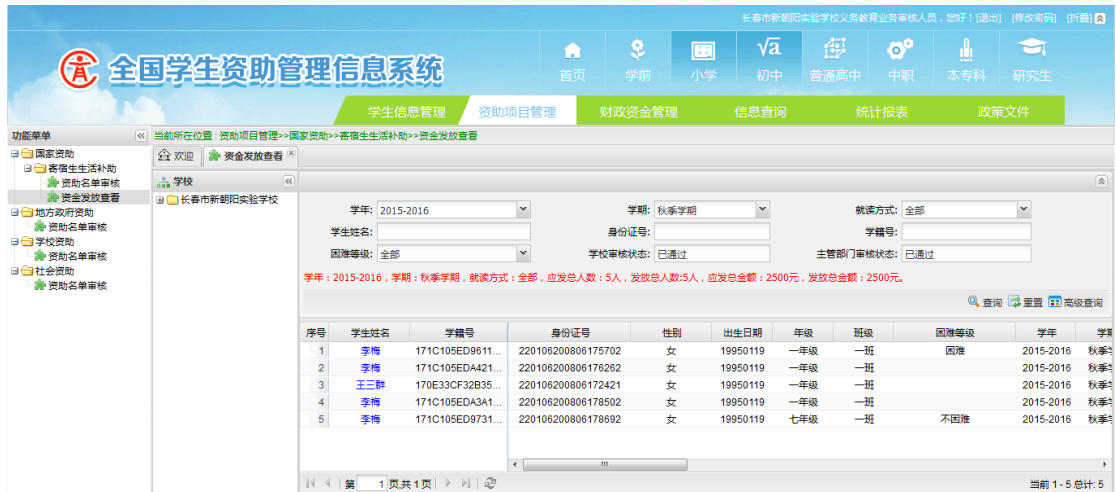 长春市新朝阳实验学校义务教育业务审核人员，您好！[退出] [修改密码] [折叠]
全国学生资助管理信息系统
首页 学前 小学 初中 普通高中 中职 本专科 研究生
学生信息管理 资助项目管理 财政资金管理 信息查询 统计报表 政策文件
功能菜单
国家资助
寄宿生生活补助
资助名单审核
资金发放查看
地方政府资助
资助名单审核
学校资助
资助名单审核
社会资助
资助名单审核
当前所在位置：资助项目管理>>国家资助>>寄宿生生活补助>>资金发放查看
欢迎 资金发放查看
学校
长春市新朝阳实验学校
学年: 2015-2016 学期: 秋季学期 就读方式: 全部
学生姓名: 身份证号: 学籍号:
困难等级: 全部 学校审核状态: 已通过 主管部门审核状态: 已通过
学年：2015-2016，学期：秋季学期，就读方式：全部，应发总人数：5人，发放总人数:5人，应发总金额：2500元，发放总金额：2500元。
查询 重置 高级查询
序号 学生姓名 学籍号 身份证号 性别 出生日期 年级 班级 困难等级 学年 学期
1 李梅 171C105ED9611... 220106200806175702 女 19950119 一年级 一班 困难 2015-2016 秋季学
2 李梅 171C105EDA421... 220106200806176262 女 19950119 一年级 一班 2015-2016 秋季学
3 王三群 170E33CF32B35... 220106200806172421 女 19950119 一年级 一班 2015-2016 秋季学
4 李梅 171C105EDA3A1... 220106200806178502 女 19950119 一年级 一班 2015-2016 秋季学
5 李梅 171C105ED9731... 220106200806178692 女 19950119 七年级 一班 不困难 2015-2016 秋季学
第 1 页,共 1 页 当前 1 - 5 总计: 5